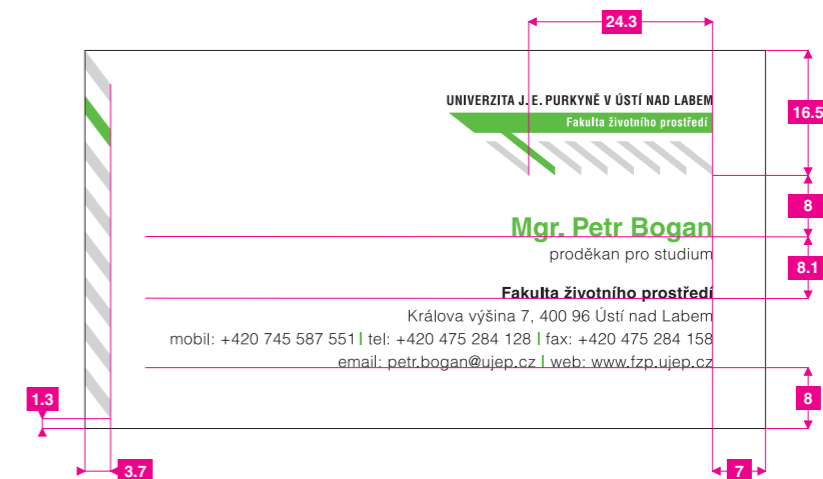 24.3
UNIVERZITA J. E. PURKYNĚ V ÚSTÍ NAD LABEM
Fakulta životního prostředí
16.5
8
Mgr. Petr Bogan
proděkan pro studium
8.1
Fakulta životního prostředí
Králova výšina 7, 400 96 Ústí nad Labem
mobil: +420 745 587 551 | tel: +420 475 284 128 | fax: +420 475 284 158
email: petr.bogan@ujep.cz | web: www.fzp.ujep.cz
1.3
8
3.7
7